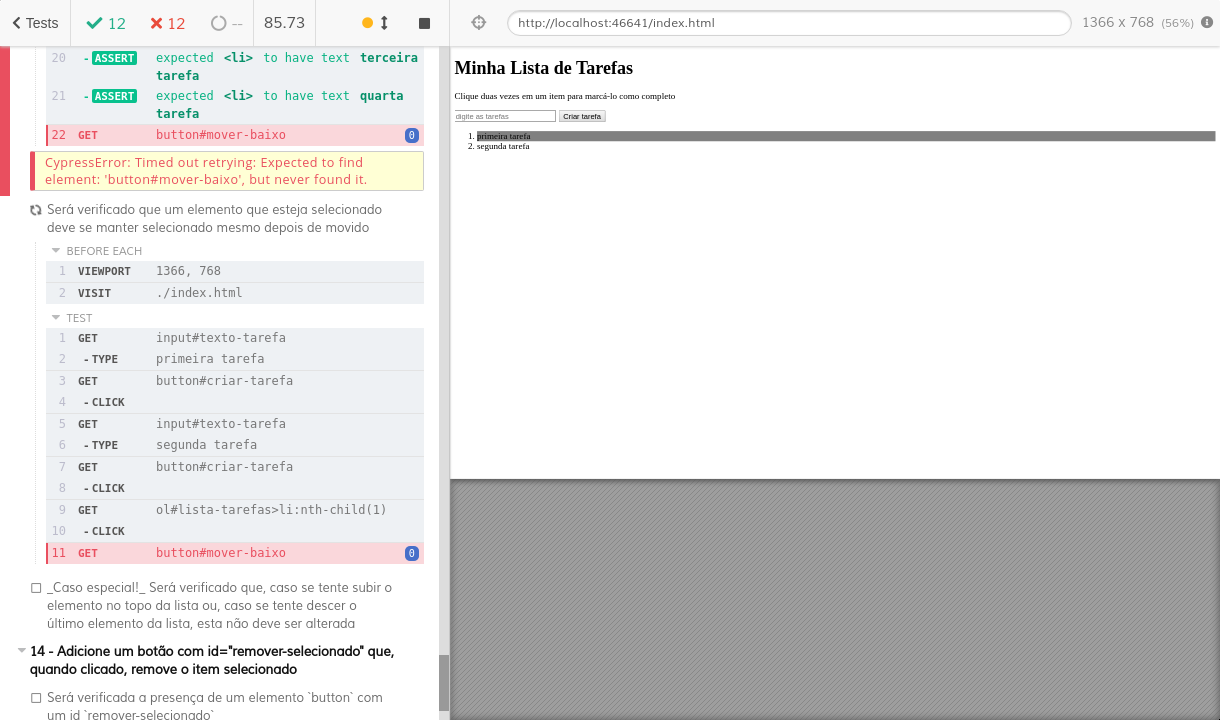 Tests
12
12
--
85.73
http://localhost:46641/index.html
1366 x 768 (56%)
20 - ASSERT expected <li> to have text terceira
tarefa
21 - ASSERT expected <li> to have text quarta
tarefa
22 GET button#mover-baixo 0
CypressError: Timed out retrying: Expected to find
element: 'button#mover-baixo', but never found it.
Será verificado que um elemento que esteja selecionado
deve se manter selecionado mesmo depois de movido
BEFORE EACH
1 VIEWPORT 1366, 768
2 VISIT ./index.html
TEST
1 GET input#texto-tarefa
2 - TYPE primeira tarefa
3 GET button#criar-tarefa
4 - CLICK
5 GET input#texto-tarefa
6 - TYPE segunda tarefa
7 GET button#criar-tarefa
8 - CLICK
9 GET ol#lista-tarefas>li:nth-child(1)
10 - CLICK
11 GET button#mover-baixo 0
_Caso especial!_ Será verificado que, caso se tente subir o
elemento no topo da lista ou, caso se tente descer o
último elemento da lista, esta não deve ser alterada
14 - Adicione um botão com id="remover-selecionado" que,
quando clicado, remove o item selecionado
Será verificada a presença de um elemento `button` com
um id `remover-selecionado`
Minha Lista de Tarefas
Clique duas vezes em um item para marcá-lo como completo
digite as tarefas Criar tarefa
1. primeira tarefa
2. segunda tarefa